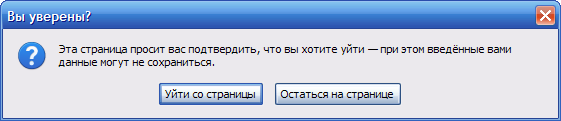 Вы уверены?
Эта страница просит вас подтвердить, что вы хотите уйти — при этом введённые вами
данные могут не сохраниться.
Уйти со страницы Остаться на странице